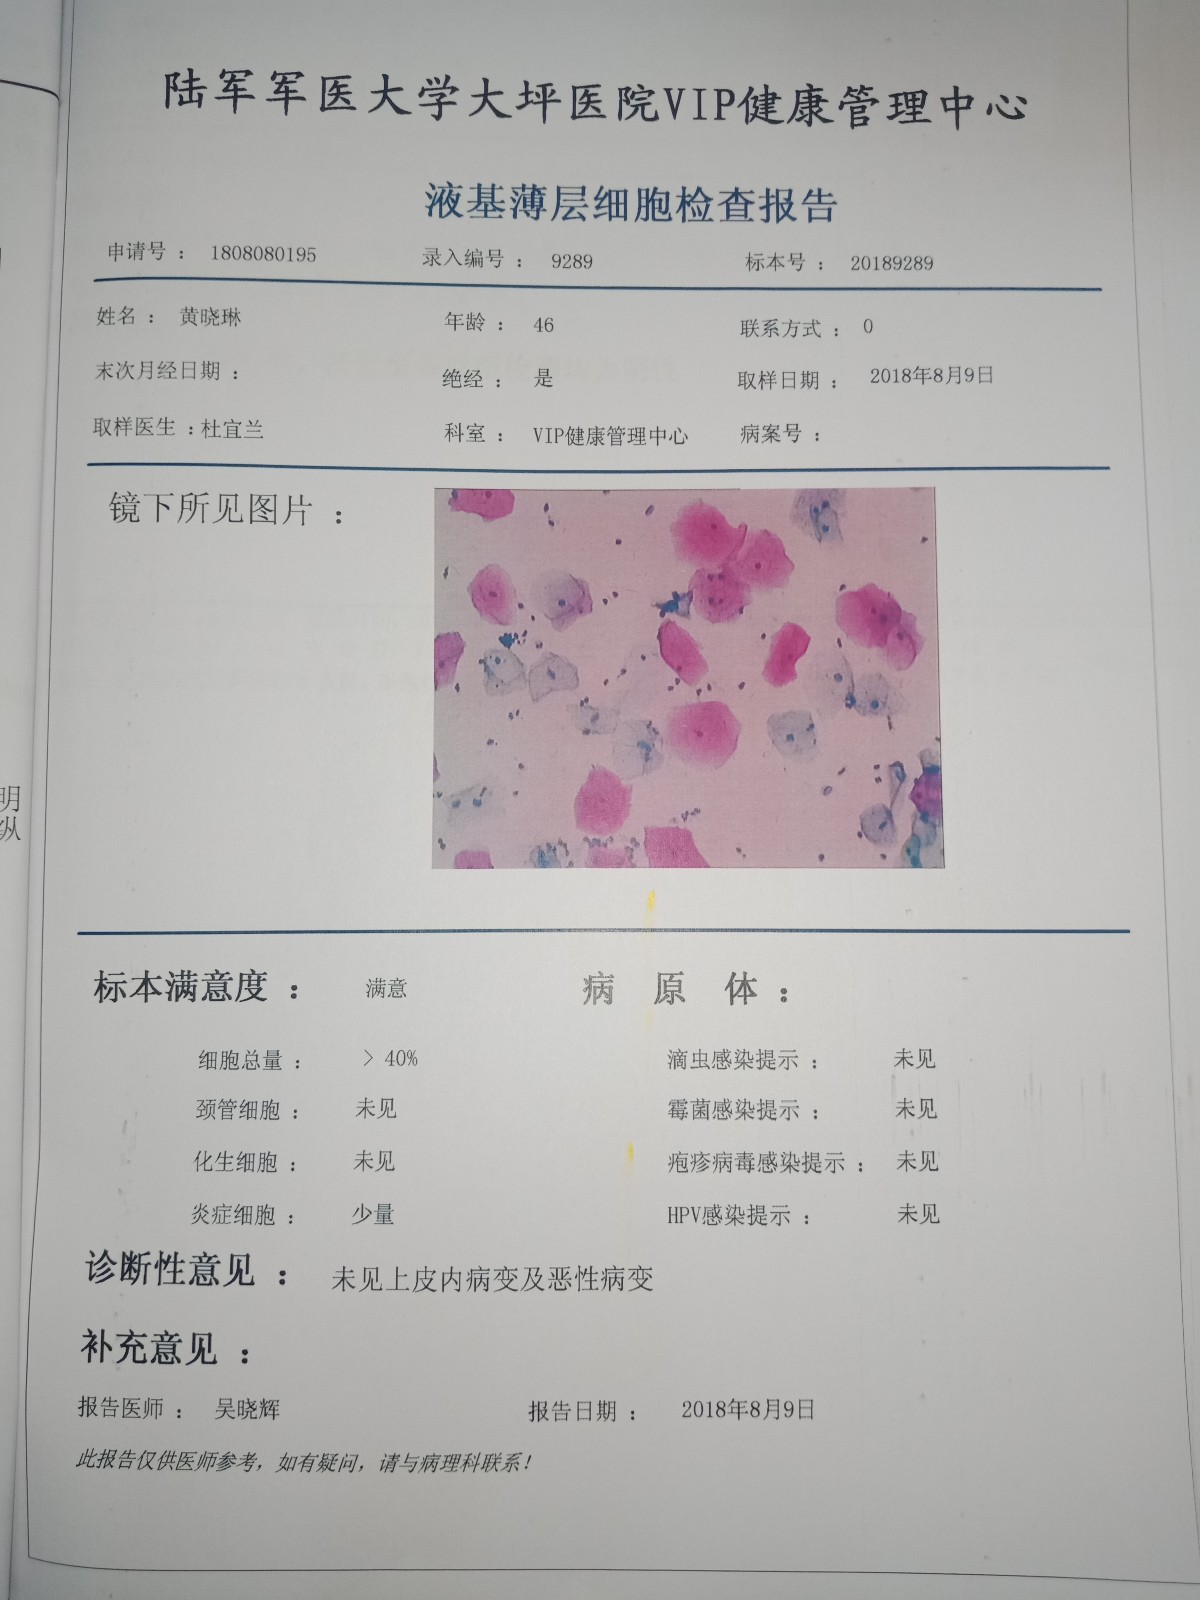 陆军军医大学大坪医院VIP健康管理中心
液基薄层细胞检查报告
申请号： 1808080195 录入编号： 9289 标本号： 20189289
姓名： 黄晓琳 年龄： 46 联系方式： 0
末次月经日期： 绝经： 是 取样日期： 2018年8月9日
取样医生：杜宜兰 科室： VIP健康管理中心 病案号：
镜下所见图片：
明
纵
标本满意度： 满意 病 原 体：
细胞总量： > 40% 滴虫感染提示： 未见
颈管细胞： 未见 霉菌感染提示： 未见
化生细胞： 未见 疱疹病毒感染提示： 未见
炎症细胞： 少量 HPV感染提示： 未见
诊断性意见： 未见上皮内病变及恶性病变
补充意见：
报告医师： 吴晓辉 报告日期： 2018年8月9日
此报告仅供医师参考，如有疑问，请与病理科联系！